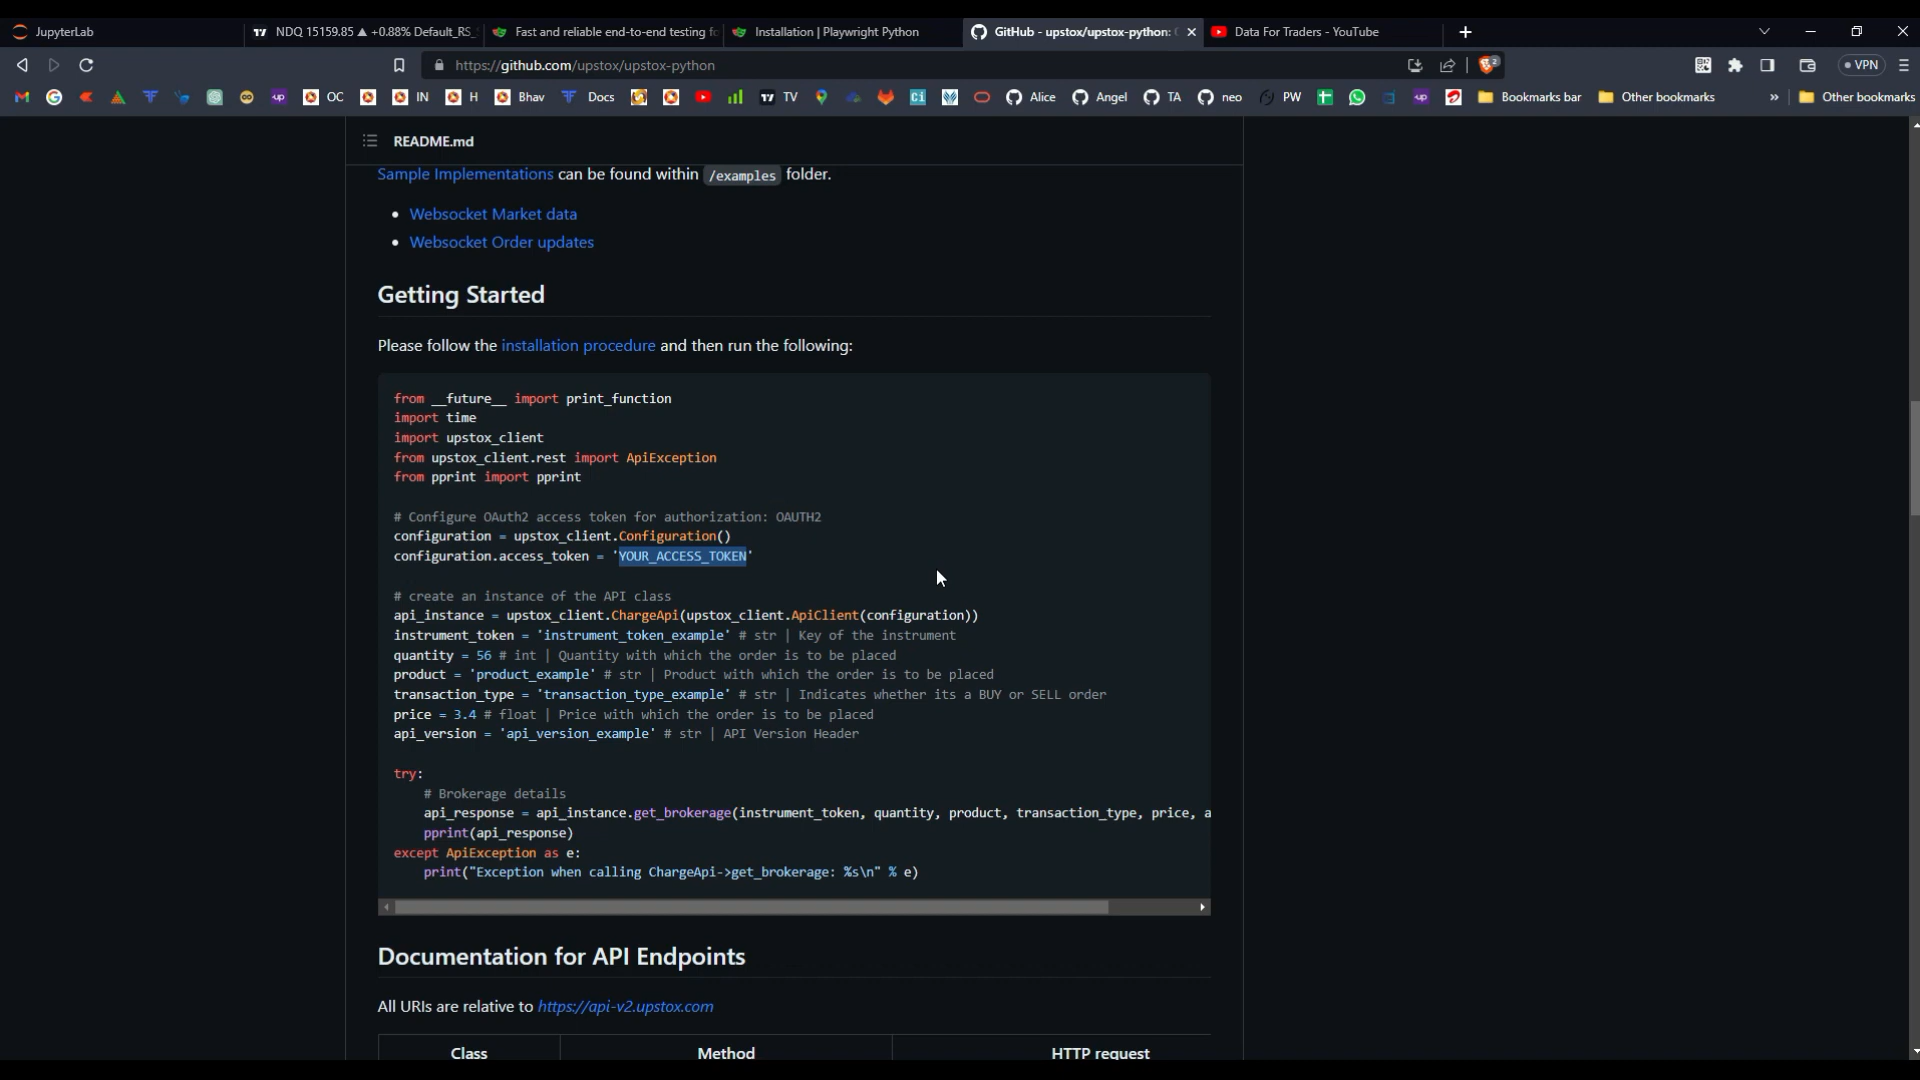 JupyterLab
NDQ 15159.85 ▲ +0.88% Default_RS_
Fast and reliable end-to-end testing fo
Installation | Playwright Python
GitHub - upstox/upstox-python:
Data For Traders - YouTube
https://github.com/upstox/upstox-python
2
VPN
up
OC
IN
H
Bhav
Docs
TV
Ci
Alice
Angel
TA
neo
PW
up
Bookmarks bar
Other bookmarks
»
Other bookmarks
README.md
Sample Implementations can be found within /examples folder.
• Websocket Market data
• Websocket Order updates
Getting Started
Please follow the installation procedure and then run the following:
from __future__ import print_function
import time
import upstox_client
from upstox_client.rest import ApiException
from pprint import pprint
# Configure OAuth2 access token for authorization: OAUTH2
configuration = upstox_client.Configuration()
configuration.access_token = 'YOUR_ACCESS_TOKEN'
# create an instance of the API class
api_instance = upstox_client.ChargeApi(upstox_client.ApiClient(configuration))
instrument_token = 'instrument_token_example' # str | Key of the instrument
quantity = 56 # int | Quantity with which the order is to be placed
product = 'product_example' # str | Product with which the order is to be placed
transaction_type = 'transaction_type_example' # str | Indicates whether its a BUY or SELL order
price = 3.4 # float | Price with which the order is to be placed
api_version = 'api_version_example' # str | API Version Header
try:
# Brokerage details
api_response = api_instance.get_brokerage(instrument_token, quantity, product, transaction_type, price, a
pprint(api_response)
except ApiException as e:
print("Exception when calling ChargeApi->get_brokerage: %s\n" % e)
Documentation for API Endpoints
All URIs are relative to https://api-v2.upstox.com
Class
Method
HTTP request